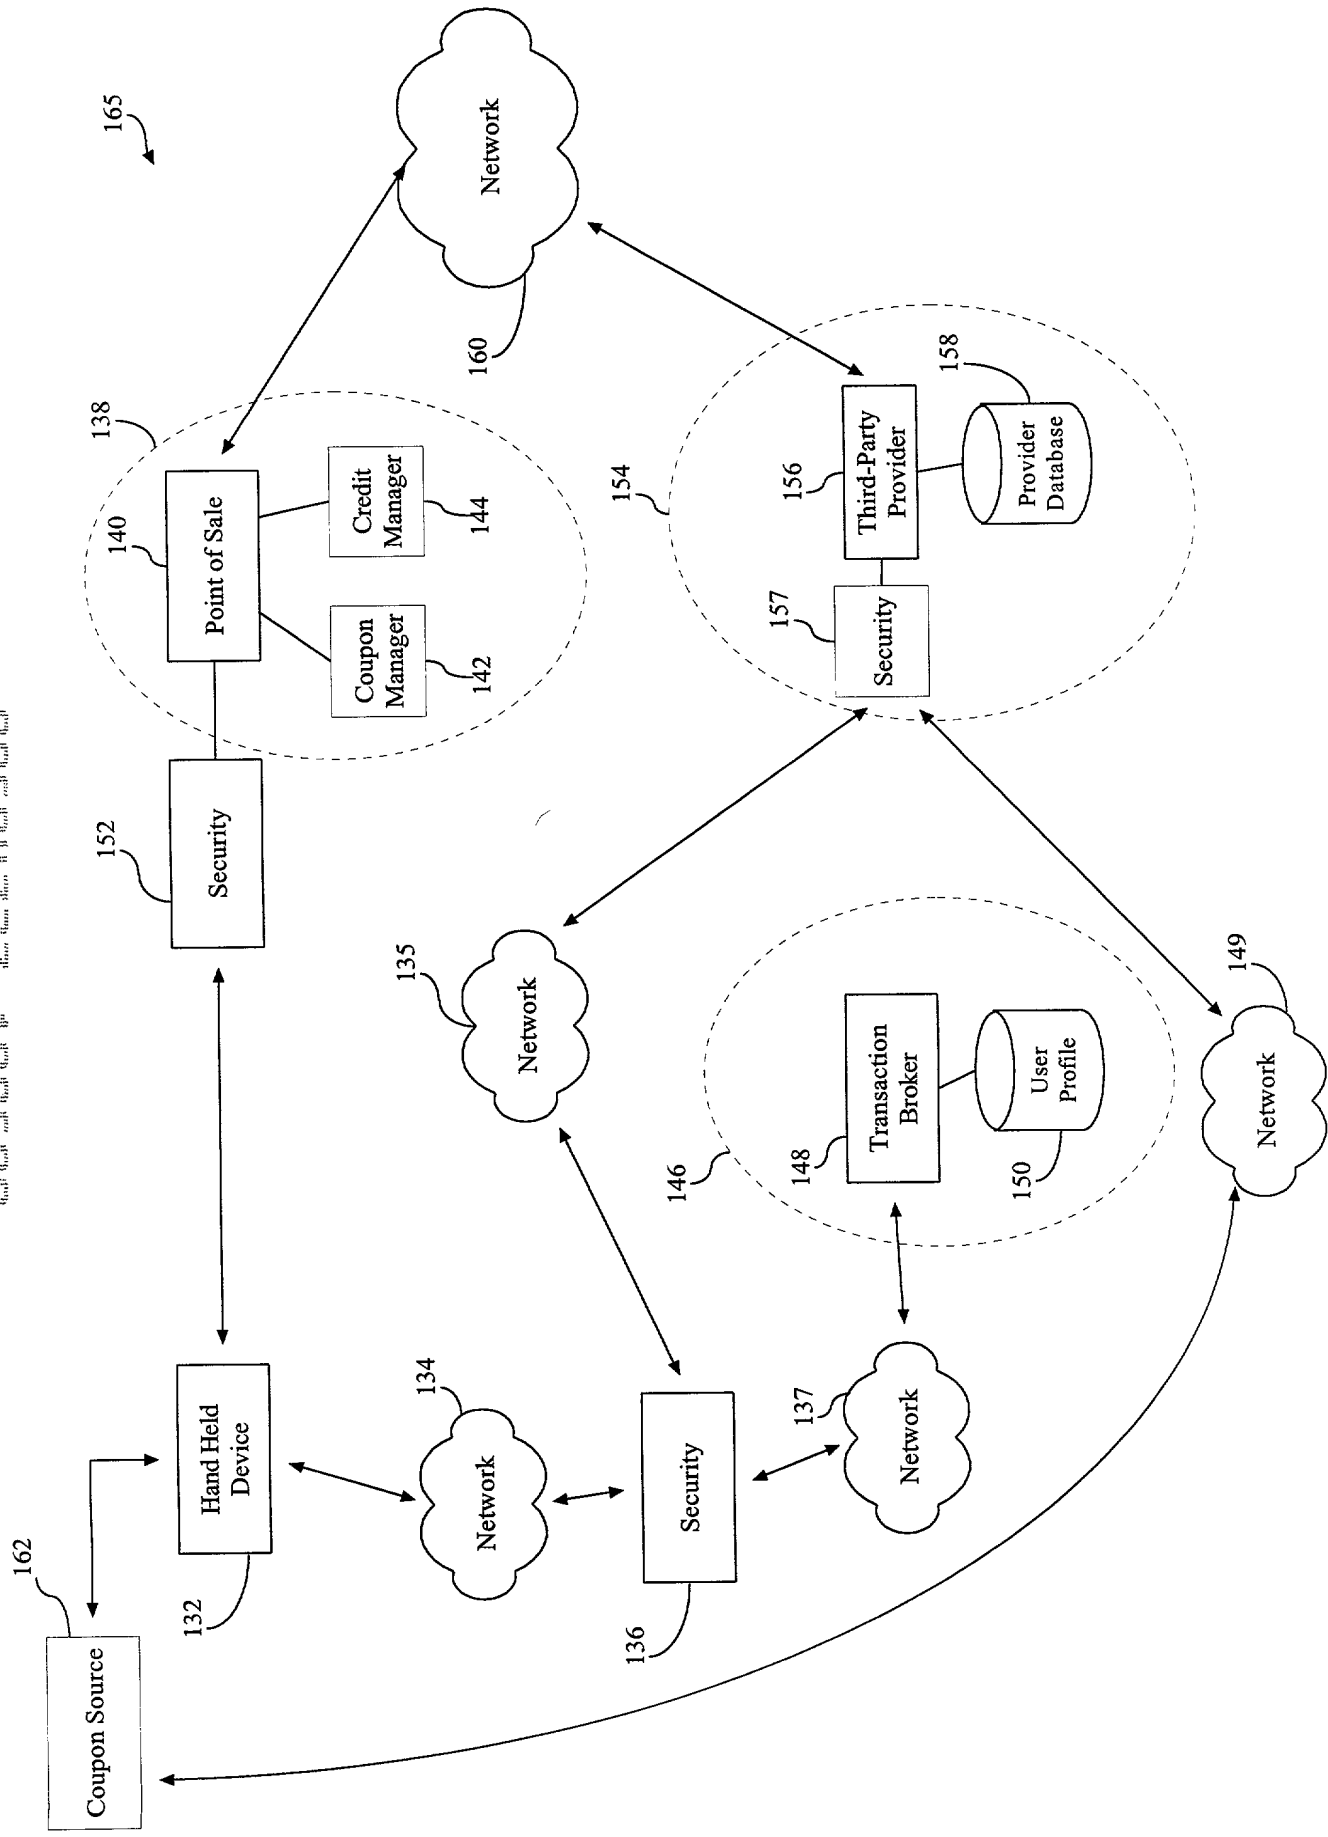 162
Coupon Source
132
Hand Held
Device
152
Security
140
Point of Sale
138
Coupon
Manager
142
Credit
Manager
144
165
Network
160
134
Network
135
Network
136
Security
137
Network
146
148
Transaction
Broker
150
User
Profile
149
Network
154
157
Security
156
Third-Party
Provider
158
Provider
Database